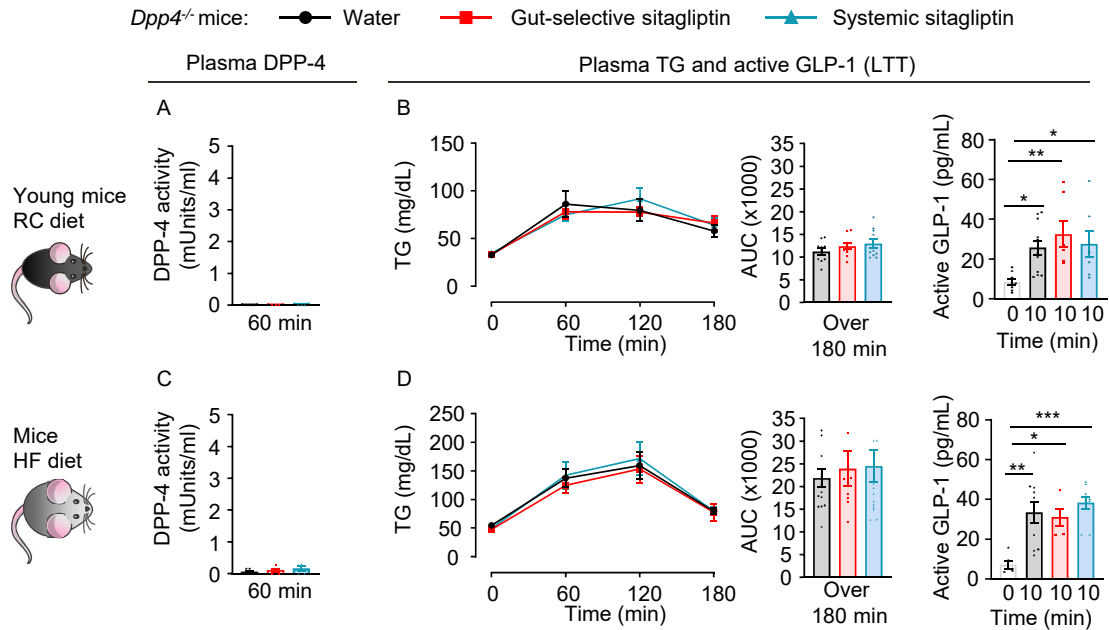 Dpp4-/- mice: Water Gut-selective sitagliptin Systemic sitagliptin
Plasma DPP-4
Plasma TG and active GLP-1 (LTT)
Young mice
RC diet
A
DPP-4 activity
(mUnits/ml)
5
4
3
2
1
0
60 min
B
TG (mg/dL)
150
100
50
0
0 60 120 180
Time (min)
AUC (x1000)
35
30
25
20
15
10
5
0
Over
180 min
Active GLP-1 (pg/mL)
80
60
40
20
0
*
**
*
0 10 10 10
Time (min)
Mice
HF diet
C
DPP-4 activity
(mUnits/ml)
5
4
3
2
1
0
60 min
D
TG (mg/dL)
250
200
150
100
50
0
0 60 120 180
Time (min)
AUC (x1000)
35
30
25
20
15
10
5
0
Over
180 min
Active GLP-1 (pg/mL)
80
60
40
20
0
***
*
**
0 10 10 10
Time (min)